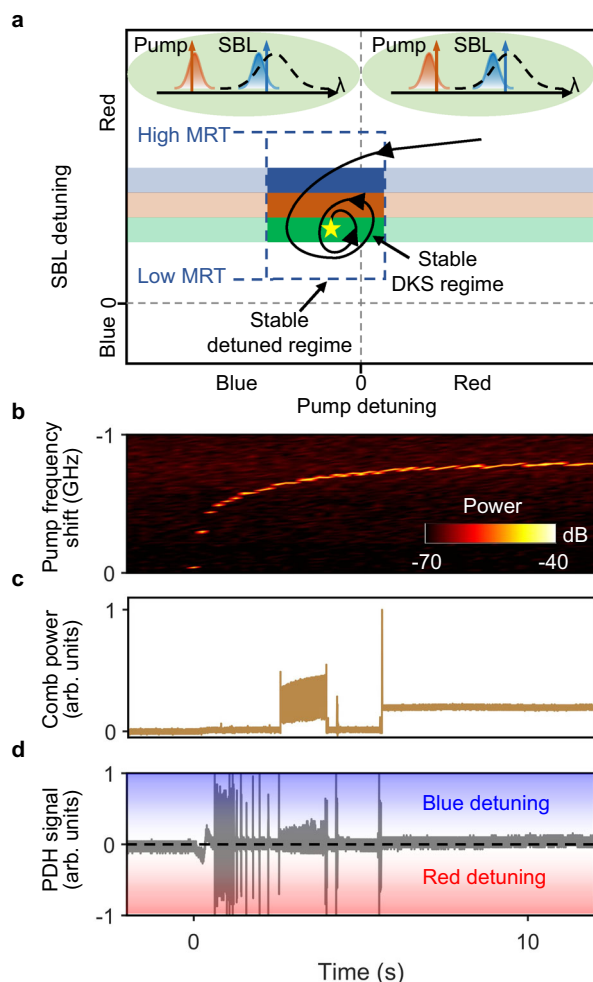 a
Pump SBL
λ
Pump SBL
λ
High MRT
Low MRT
Stable
DKS regime
Stable
detuned regime
Red
0
Blue
SBL detuning
Blue
0
Red
Pump detuning
b
Pump frequency
shift (GHz)
-1
0
Power
-70
-40
dB
c
Comb power
(arb. units)
1
0
d
PDH signal
(arb. units)
1
0
-1
Blue detuning
Red detuning
0
10
Time (s)